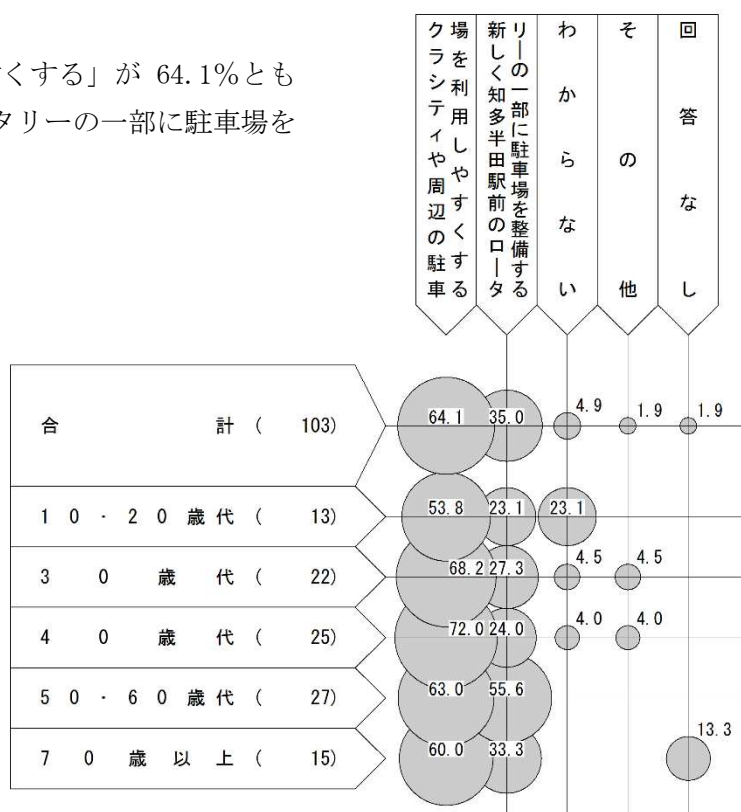 くする」が 64.1％とも
タリーの一部に駐車場を
クラシティや周辺の駐車
場を利用しやすくする
新しく知多半田駅前のロータ
リーの一部に駐車場を整備する
わからない
その他
回答なし
合計 ( 103)
64.1 35.0 4.9 1.9 1.9
10・20歳代 ( 13)
53.8 23.1 23.1
30歳代 ( 22)
68.2 27.3 4.5 4.5
40歳代 ( 25)
72.0 24.0 4.0 4.0
50・60歳代 ( 27)
63.0 55.6
70歳以上 ( 15)
60.0 33.3 13.3